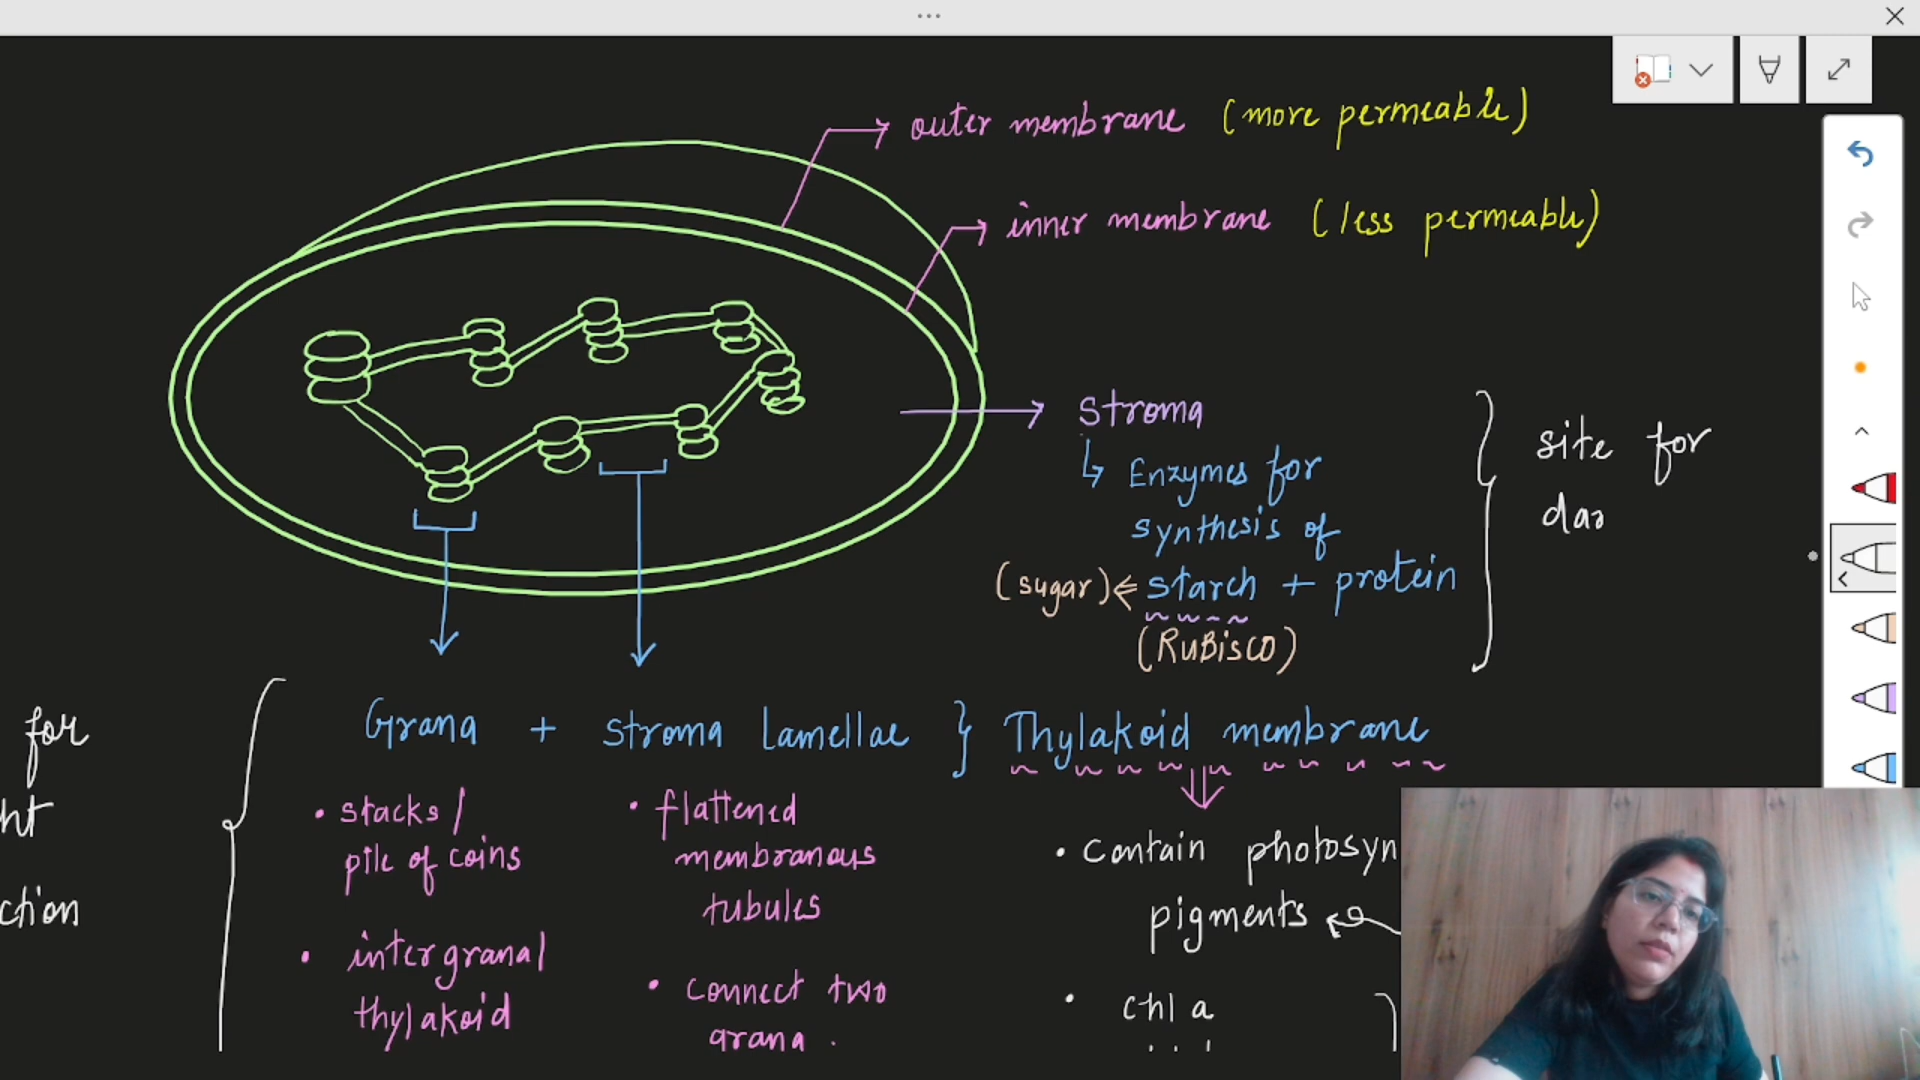 outer membrane (more permeable)
inner membrane (less permeable)
Stroma
Enzymes for
synthesis of
(sugar) ← starch + protein
(RuBisCO)
site for
dar
for
Grana + stroma lamellae } Thylakoid membrane
ht
ction
• stacks/
pile of coins
• intergranal
thylakoid
• flattened
membranous
tubules
• connect two
grana.
• contain photosyn
pigments
• chl a